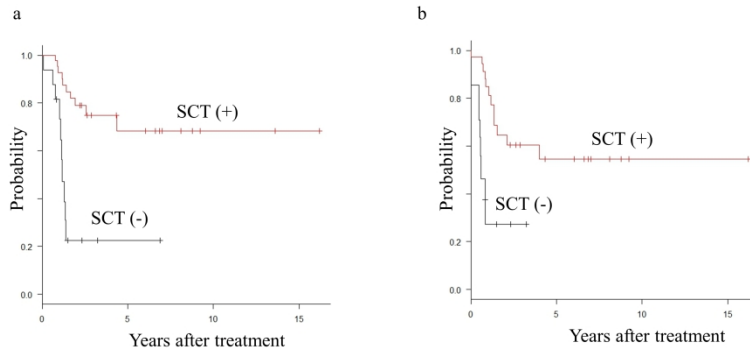 a
b
1.0
0.8
0.2
0.0
Probability
SCT (+)
SCT (-)
0
5
10
15
Years after treatment
1.0
0.8
0.2
0.0
Probability
SCT (+)
SCT (-)
0
5
10
15
Years after treatment